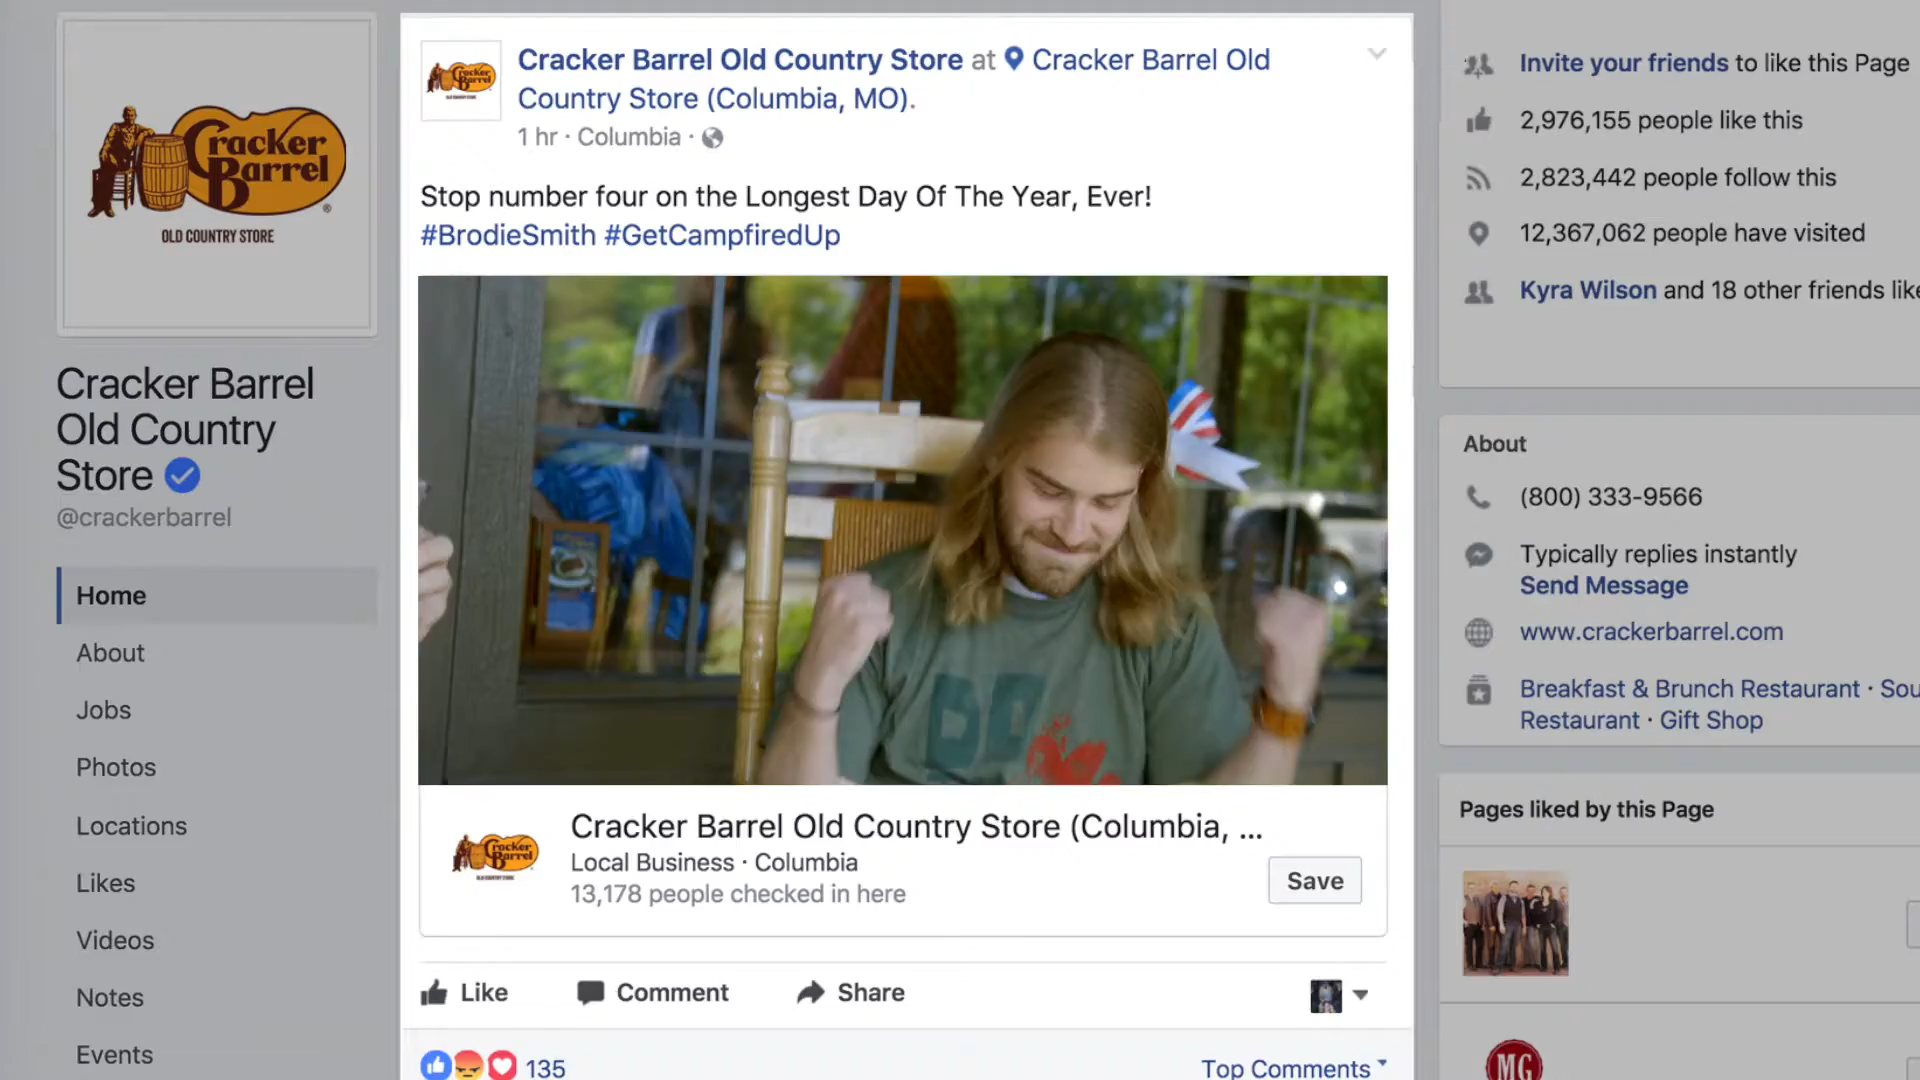 Cracker
Barrel
OLD COUNTRY STORE
Cracker Barrel
Old Country
Store
@crackerbarrel
Home
About
Jobs
Photos
Locations
Likes
Videos
Notes
Events
Cracker Barrel Old Country Store at Cracker Barrel Old
Country Store (Columbia, MO).
1 hr · Columbia ·
Stop number four on the Longest Day Of The Year, Ever!
#BrodieSmith #GetCampfiredUp
Cracker Barrel Old Country Store (Columbia, ...
Local Business · Columbia
13,178 people checked in here
Save
Cracker
Barrel
Like Comment Share
135 Top Comments
Invite your friends to like this Page
2,976,155 people like this
2,823,442 people follow this
12,367,062 people have visited
Kyra Wilson and 18 other friends like
About
(800) 333-9566
Typically replies instantly
Send Message
www.crackerbarrel.com
Breakfast & Brunch Restaurant · Sou
Restaurant · Gift Shop
Pages liked by this Page
MG